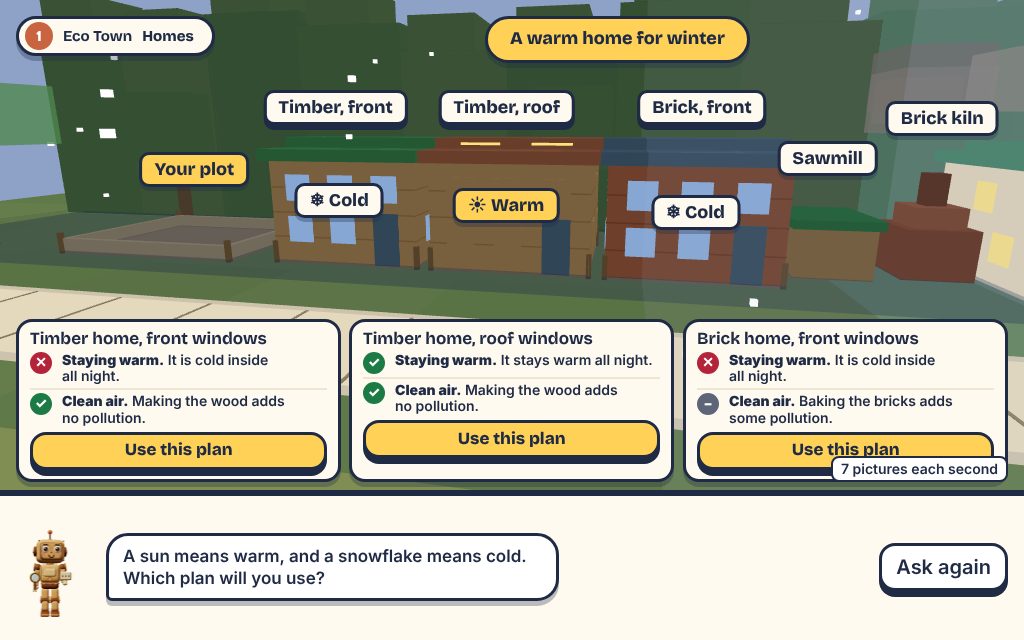 1 Eco Town Homes
A warm home for winter
Timber, front
Timber, roof
Brick, front
Brick kiln
Sawmill
Your plot
❄ Cold
☀ Warm
❄ Cold
Timber home, front windows
Staying warm. It is cold inside
all night.
Clean air. Making the wood adds
no pollution.
Use this plan
Timber home, roof windows
Staying warm. It stays warm all night.
Clean air. Making the wood adds
no pollution.
Use this plan
Brick home, front windows
Staying warm. It is cold inside
all night.
Clean air. Baking the bricks adds
some pollution.
Use this plan
7 pictures each second
A sun means warm, and a snowflake means cold.
Which plan will you use?
Ask again